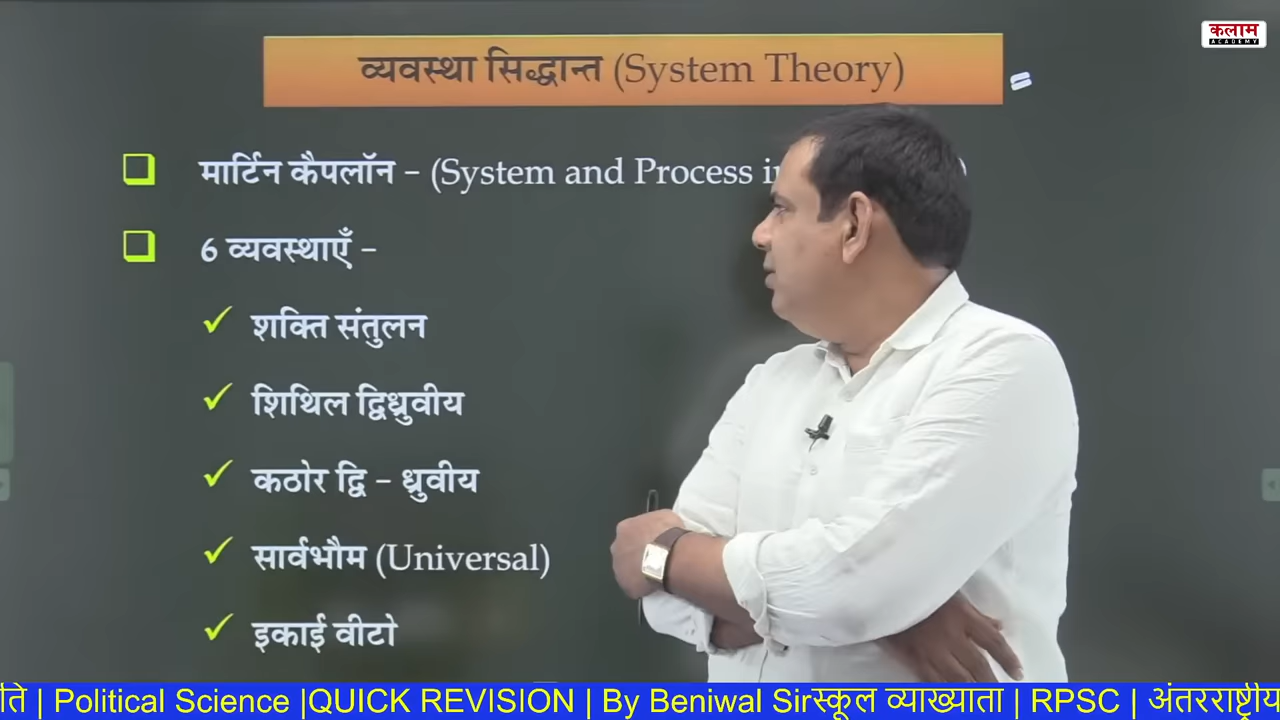 कलाम
ACADEMY
व्यवस्था सिद्धान्त (System Theory)
मार्टिन कैपलॉन – (System and Process
6 व्यवस्थाएँ –
शक्ति संतुलन
शिथिल द्विध्रुवीय
कठोर द्वि – ध्रुवीय
सार्वभौम (Universal)
इकाई वीटो
ति | Political Science |QUICK REVISION | By Beniwal Sirस्कूल व्याख्याता | RPSC | अंतरराष्ट्रीय